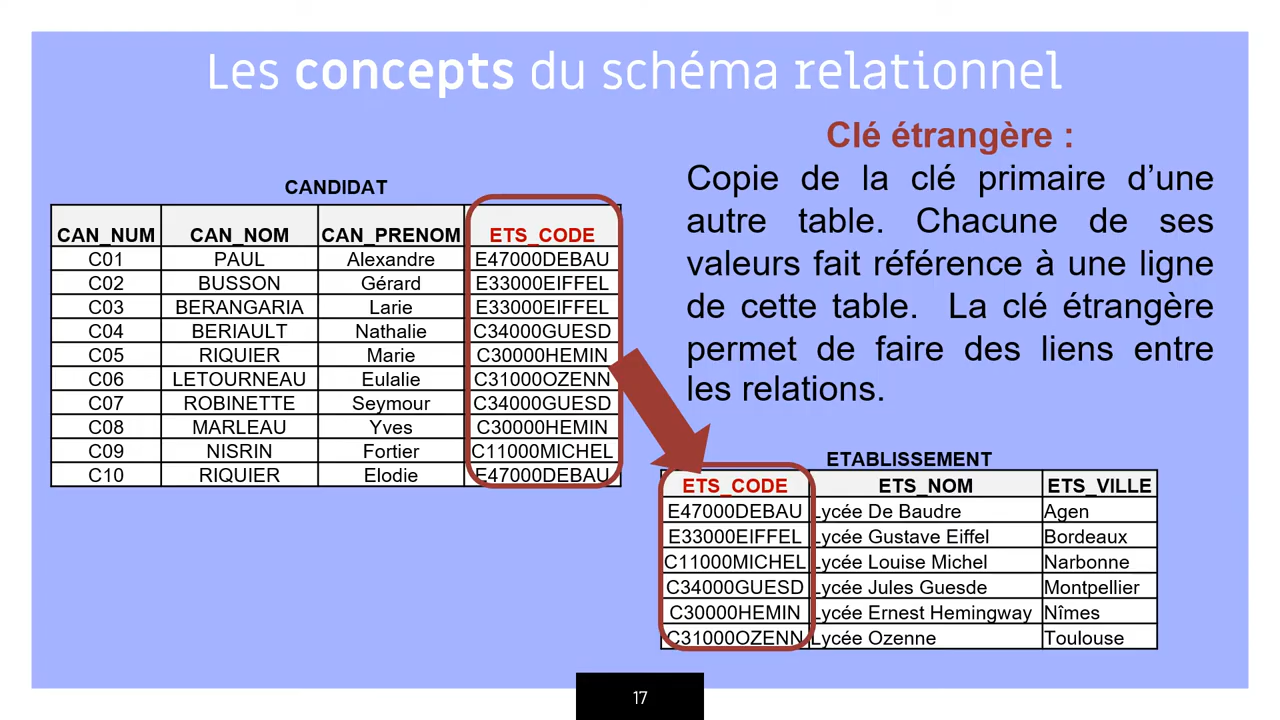 Les concepts du schéma relationnel
Clé étrangère :
Copie de la clé primaire d’une
autre table. Chacune de ses
valeurs fait référence à une ligne
de cette table. La clé étrangère
permet de faire des liens entre
les relations.
CANDIDAT
CAN_NUM CAN_NOM CAN_PRENOM ETS_CODE
C01 PAUL Alexandre E47000DEBAU
C02 BUSSON Gérard E33000EIFFEL
C03 BERANGARIA Larie E33000EIFFEL
C04 BERIAULT Nathalie C34000GUESD
C05 RIQUIER Marie C30000HEMIN
C06 LETOURNEAU Eulalie C31000OZENN
C07 ROBINETTE Seymour C34000GUESD
C08 MARLEAU Yves C30000HEMIN
C09 NISRIN Fortier C11000MICHEL
C10 RIQUIER Elodie E47000DEBAU
ETABLISSEMENT
ETS_CODE ETS_NOM ETS_VILLE
E47000DEBAU Lycée De Baudre Agen
E33000EIFFEL Lycée Gustave Eiffel Bordeaux
C11000MICHEL Lycée Louise Michel Narbonne
C34000GUESD Lycée Jules Guesde Montpellier
C30000HEMIN Lycée Ernest Hemingway Nîmes
C31000OZENN Lycée Ozenne Toulouse
17